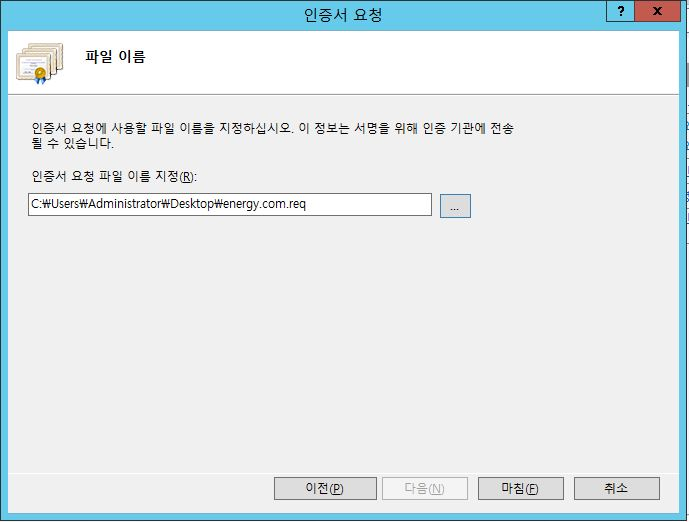 인증서 요청
?
x
파일 이름
인증서 요청에 사용할 파일 이름을 지정하십시오. 이 정보는 서명을 위해 인증 기관에 전송
될 수 있습니다.
인증서 요청 파일 이름 지정(R):
C:₩Users₩Administrator₩Desktop₩energy.com.req
...
이전(P) 다음(N) 마침(F) 취소